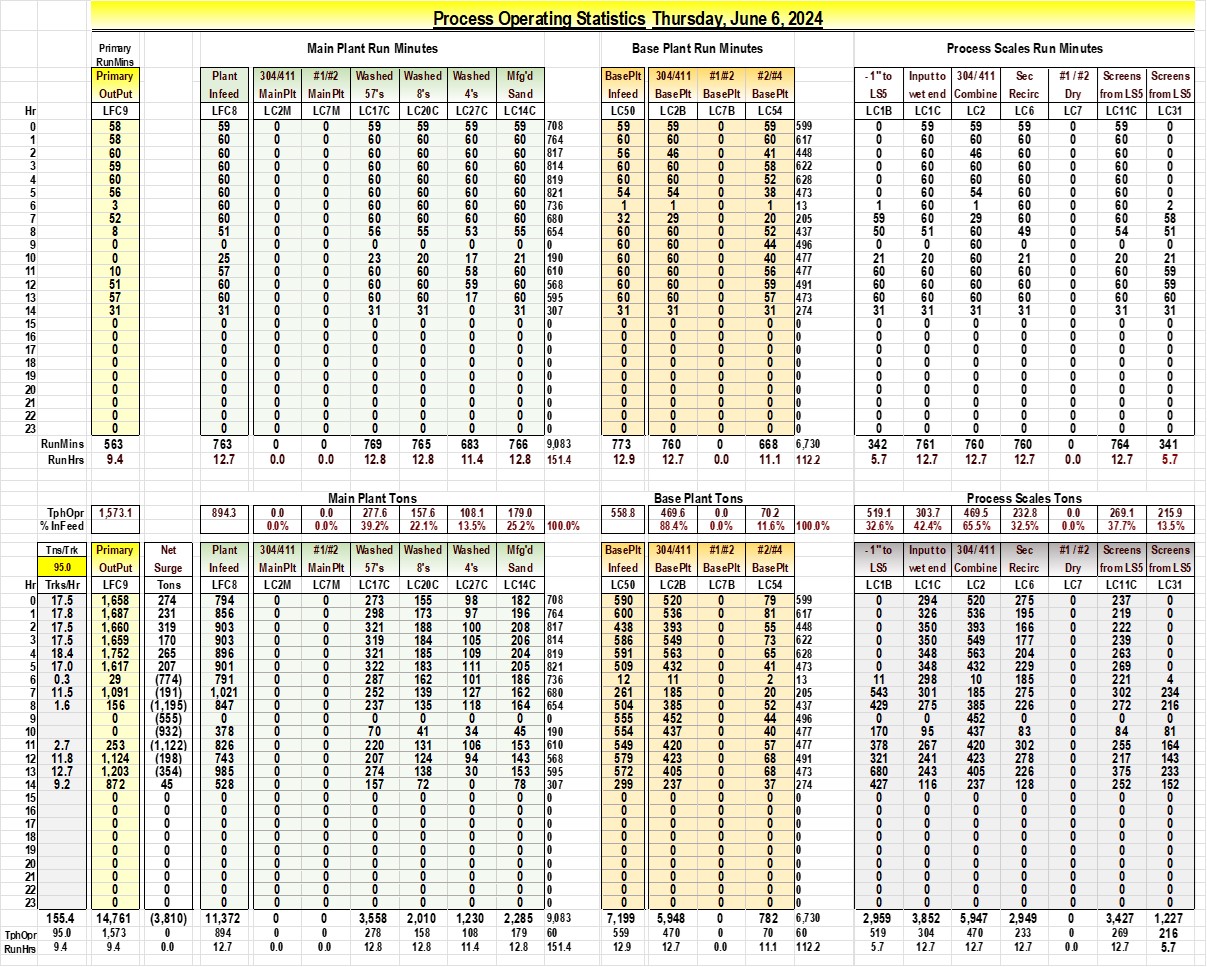 Process Operating Statistics Thursday, June 6, 2024
Primary RunMins Main Plant Run Minutes Base Plant Run Minutes Process Scales Run Minutes
Primary Plant 304/411 #1/#2 Washed Washed Washed Mfg'd BasePlt 304/411 #1/#2 #2/#4 - 1" to Input to 304/ 411 Sec #1 / #2 Screens Screens
OutPut Infeed MainPlt MainPlt 57's 8's 4's Sand Infeed BasePlt BasePlt BasePlt LS5 wet end Combine Recirc Dry from LS5 from LS5
Hr LFC9 LFC8 LC2M LC7M LC17C LC20C LC27C LC14C LC50 LC2B LC7B LC54 LC1B LC1C LC2 LC6 LC7 LC11C LC31
0 58 59 0 0 59 59 59 59 708 59 59 0 59 599 0 59 59 59 0 59 0
1 58 60 0 0 60 60 60 60 764 60 60 0 60 617 0 60 60 60 0 60 0
2 60 60 0 0 60 60 60 60 817 56 46 0 41 448 0 60 46 60 0 60 0
3 59 60 0 0 60 60 60 60 814 60 60 0 58 622 0 60 60 60 0 60 0
4 60 60 0 0 60 60 60 60 819 60 60 0 52 628 0 60 60 60 0 60 0
5 56 60 0 0 60 60 60 60 821 54 54 0 38 473 0 60 54 60 0 60 0
6 3 60 0 0 60 60 60 60 736 1 1 0 1 13 1 60 1 60 0 60 2
7 52 60 0 0 60 60 60 60 680 32 29 0 20 205 59 60 29 60 0 60 58
8 8 51 0 0 56 55 53 55 654 60 60 0 52 437 50 51 60 49 0 54 51
9 0 0 0 0 0 0 0 0 0 60 60 0 44 496 0 0 60 0 0 0 0
10 0 25 0 0 23 20 17 21 190 60 60 0 40 477 21 20 60 21 0 20 21
11 10 57 0 0 60 60 58 60 610 60 60 0 56 477 60 60 60 60 0 60 59
12 51 60 0 0 60 60 59 60 568 60 60 0 59 491 60 60 60 60 0 60 59
13 57 60 0 0 60 60 17 60 595 60 60 0 57 473 60 60 60 60 0 60 60
14 31 31 0 0 31 31 0 31 307 31 31 0 31 274 31 31 31 31 0 31 31
15 0 0 0 0 0 0 0 0 0 0 0 0 0 0 0 0 0 0 0 0 0
16 0 0 0 0 0 0 0 0 0 0 0 0 0 0 0 0 0 0 0 0 0
17 0 0 0 0 0 0 0 0 0 0 0 0 0 0 0 0 0 0 0 0 0
18 0 0 0 0 0 0 0 0 0 0 0 0 0 0 0 0 0 0 0 0 0
19 0 0 0 0 0 0 0 0 0 0 0 0 0 0 0 0 0 0 0 0 0
20 0 0 0 0 0 0 0 0 0 0 0 0 0 0 0 0 0 0 0 0 0
21 0 0 0 0 0 0 0 0 0 0 0 0 0 0 0 0 0 0 0 0 0
22 0 0 0 0 0 0 0 0 0 0 0 0 0 0 0 0 0 0 0 0 0
23 0 0 0 0 0 0 0 0 0 0 0 0 0 0 0 0 0 0 0 0 0
RunMins 563 763 0 0 769 765 683 766 9,083 773 760 0 668 6,730 342 761 760 760 0 764 341
Run Hrs 9.4 12.7 0.0 0.0 12.8 12.8 11.4 12.8 151.4 12.9 12.7 0.0 11.1 112.2 5.7 12.7 12.7 12.7 0.0 12.7 5.7
Main Plant Tons Base Plant Tons Process Scales Tons
TphOpr 1,573.1 894.3 0.0 0.0 277.6 157.6 108.1 179.0 558.8 469.6 0.0 70.2 519.1 303.7 469.5 232.8 0.0 269.1 215.9
% InFeed 0.0% 0.0% 39.2% 22.1% 13.5% 25.2% 100.0% 88.4% 0.0% 11.6% 100.0% 32.6% 42.4% 65.5% 32.5% 0.0% 37.7% 13.5%
Tns/Trk Primary Net Plant 304/411 #1/#2 Washed Washed Washed Mfg'd BasePlt 304/411 #1/#2 #2/#4 - 1" to Input to 304/ 411 Sec #1 / #2 Screens Screens
95.0 OutPut Surge Infeed MainPlt MainPlt 57's 8's 4's Sand Infeed BasePlt BasePlt BasePlt LS5 wet end Combine Recirc Dry from LS5 from LS5
Hr Trks/Hr LFC9 Tons LFC8 LC2M LC7M LC17C LC20C LC27C LC14C LC50 LC2B LC7B LC54 LC1B LC1C LC2 LC6 LC7 LC11C LC31
0 17.5 1,658 274 794 0 0 273 155 98 182 708 590 520 0 79 599 0 294 520 275 0 237 0
1 17.8 1,687 231 856 0 0 298 173 97 196 764 600 536 0 81 617 0 326 536 195 0 219 0
2 17.5 1,660 319 903 0 0 321 188 100 208 817 438 393 0 55 448 0 350 393 166 0 222 0
3 17.5 1,659 170 903 0 0 319 184 105 206 814 586 549 0 73 622 0 350 549 177 0 239 0
4 18.4 1,752 265 896 0 0 321 185 109 204 819 591 563 0 65 628 0 348 563 204 0 263 0
5 17.0 1,617 207 901 0 0 322 183 111 205 821 509 432 0 41 473 0 348 432 229 0 269 0
6 0.3 29 (774) 791 0 0 287 162 101 186 736 12 11 0 2 13 11 298 10 185 0 221 4
7 11.5 1,091 (191) 1,021 0 0 252 139 127 162 680 261 185 0 20 205 543 301 185 275 0 302 234
8 1.6 156 (1,195) 847 0 0 237 135 118 164 654 504 385 0 52 437 429 275 385 226 0 272 216
9 0 (555) 0 0 0 0 0 0 0 0 555 452 0 44 496 0 0 452 0 0 0 0
10 0 (932) 378 0 0 70 41 34 45 190 554 437 0 40 477 170 95 437 83 0 84 81
11 2.7 253 (1,122) 826 0 0 220 131 106 153 610 549 420 0 57 477 378 267 420 302 0 255 164
12 11.8 1,124 (198) 743 0 0 207 124 94 143 568 579 423 0 68 491 321 241 423 278 0 217 143
13 12.7 1,203 (354) 985 0 0 274 138 30 153 595 572 405 0 68 473 680 243 405 226 0 375 233
14 9.2 872 45 528 0 0 157 72 0 78 307 299 237 0 37 274 427 116 237 128 0 252 152
15 0 0 0 0 0 0 0 0 0 0 0 0 0 0 0 0 0 0 0 0 0 0
16 0 0 0 0 0 0 0 0 0 0 0 0 0 0 0 0 0 0 0 0 0 0
17 0 0 0 0 0 0 0 0 0 0 0 0 0 0 0 0 0 0 0 0 0 0
18 0 0 0 0 0 0 0 0 0 0 0 0 0 0 0 0 0 0 0 0 0 0
19 0 0 0 0 0 0 0 0 0 0 0 0 0 0 0 0 0 0 0 0 0 0
20 0 0 0 0 0 0 0 0 0 0 0 0 0 0 0 0 0 0 0 0 0 0
21 0 0 0 0 0 0 0 0 0 0 0 0 0 0 0 0 0 0 0 0 0 0
22 0 0 0 0 0 0 0 0 0 0 0 0 0 0 0 0 0 0 0 0 0 0
23 0 0 0 0 0 0 0 0 0 0 0 0 0 0 0 0 0 0 0 0 0 0
155.4 14,761 (3,810) 11,372 0 0 3,558 2,010 1,230 2,285 9,083 7,199 5,948 0 782 6,730 2,959 3,852 5,947 2,949 0 3,427 1,227
TphOpr 95.0 1,573 0 894 0 0 278 158 108 179 60 559 470 0 70 60 519 304 470 233 0 269 216
RunHrs 9.4 9.4 0.0 12.7 0.0 0.0 12.8 12.8 11.4 12.8 151.4 12.9 12.7 0.0 11.1 112.2 5.7 12.7 12.7 12.7 0.0 12.7 5.7